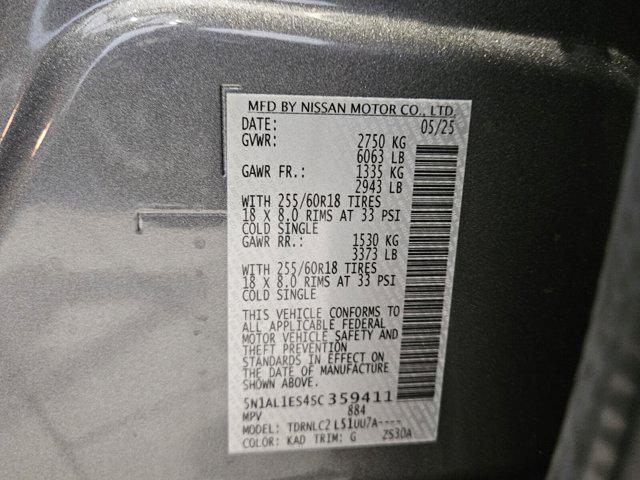 MFD BY NISSAN MOTOR CO., LTD.
DATE: 05/25
GVWR: 2750 KG
6063 LB
GAWR FR.: 1335 KG
2943 LB
WITH 255/60R18 TIRES
18 X 8.0 RIMS AT 33 PSI
COLD SINGLE
GAWR RR.: 1530 KG
3373 LB
WITH 255/60R18 TIRES
18 X 8.0 RIMS AT 33 PSI
COLD SINGLE
THIS VEHICLE CONFORMS TO
ALL APPLICABLE FEDERAL
MOTOR VEHICLE SAFETY AND
THEFT PREVENTION
STANDARDS IN EFFECT ON
THE DATE OF MANUFACTURE
SHOWN ABOVE.
5N1AL1ES4SC359411
MPV 884
MODEL: TDRNLC2 LS1UU7A----
COLOR: KAD TRIM: G ZS30A